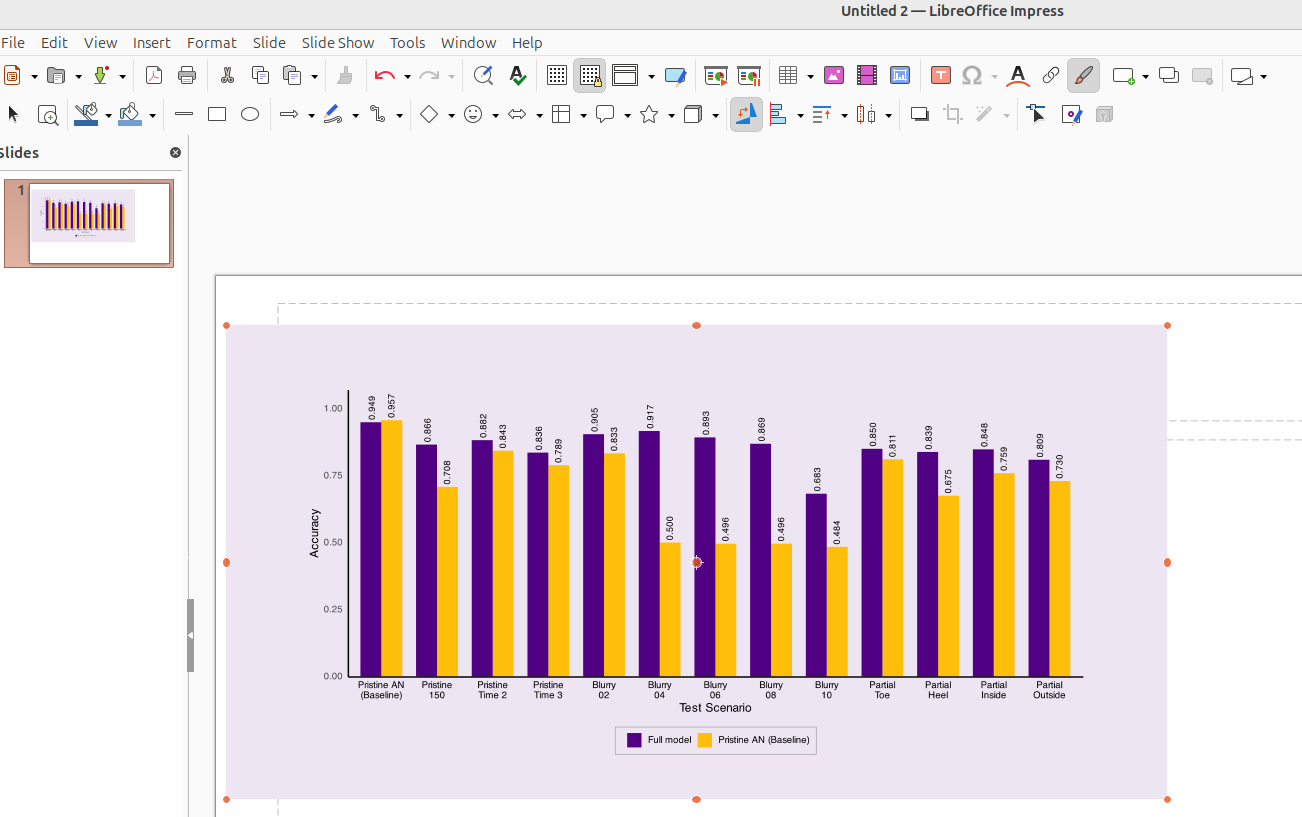 Untitled 2 — LibreOffice Impress
File Edit View Insert Format Slide Slide Show Tools Window Help
Slides
1
1.00
0.75
0.50
0.25
0.00
Accuracy
0.949 0.957 0.866 0.708 0.882 0.843 0.836 0.789 0.905 0.833 0.917 0.500 0.893 0.496 0.869 0.496 0.683 0.484 0.850 0.811 0.839 0.675 0.848 0.759 0.809 0.730
Pristine AN Pristine Pristine Pristine Blurry Blurry Blurry Blurry Blurry Partial Partial Partial Partial
(Baseline) 150 Time 2 Time 3 02 04 06 08 10 Toe Heel Inside Outside
Test Scenario
Full model Pristine AN (Baseline)